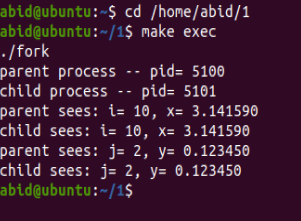 abid@ubuntu:~$ cd /home/abid/1
abid@ubuntu:~/1$ make exec
./fork
parent process -- pid= 5100
child process -- pid= 5101
parent sees: i= 10, x= 3.141590
child sees: i= 10, x= 3.141590
parent sees: j= 2, y= 0.123450
child sees: j= 2, y= 0.123450
abid@ubuntu:~/1$